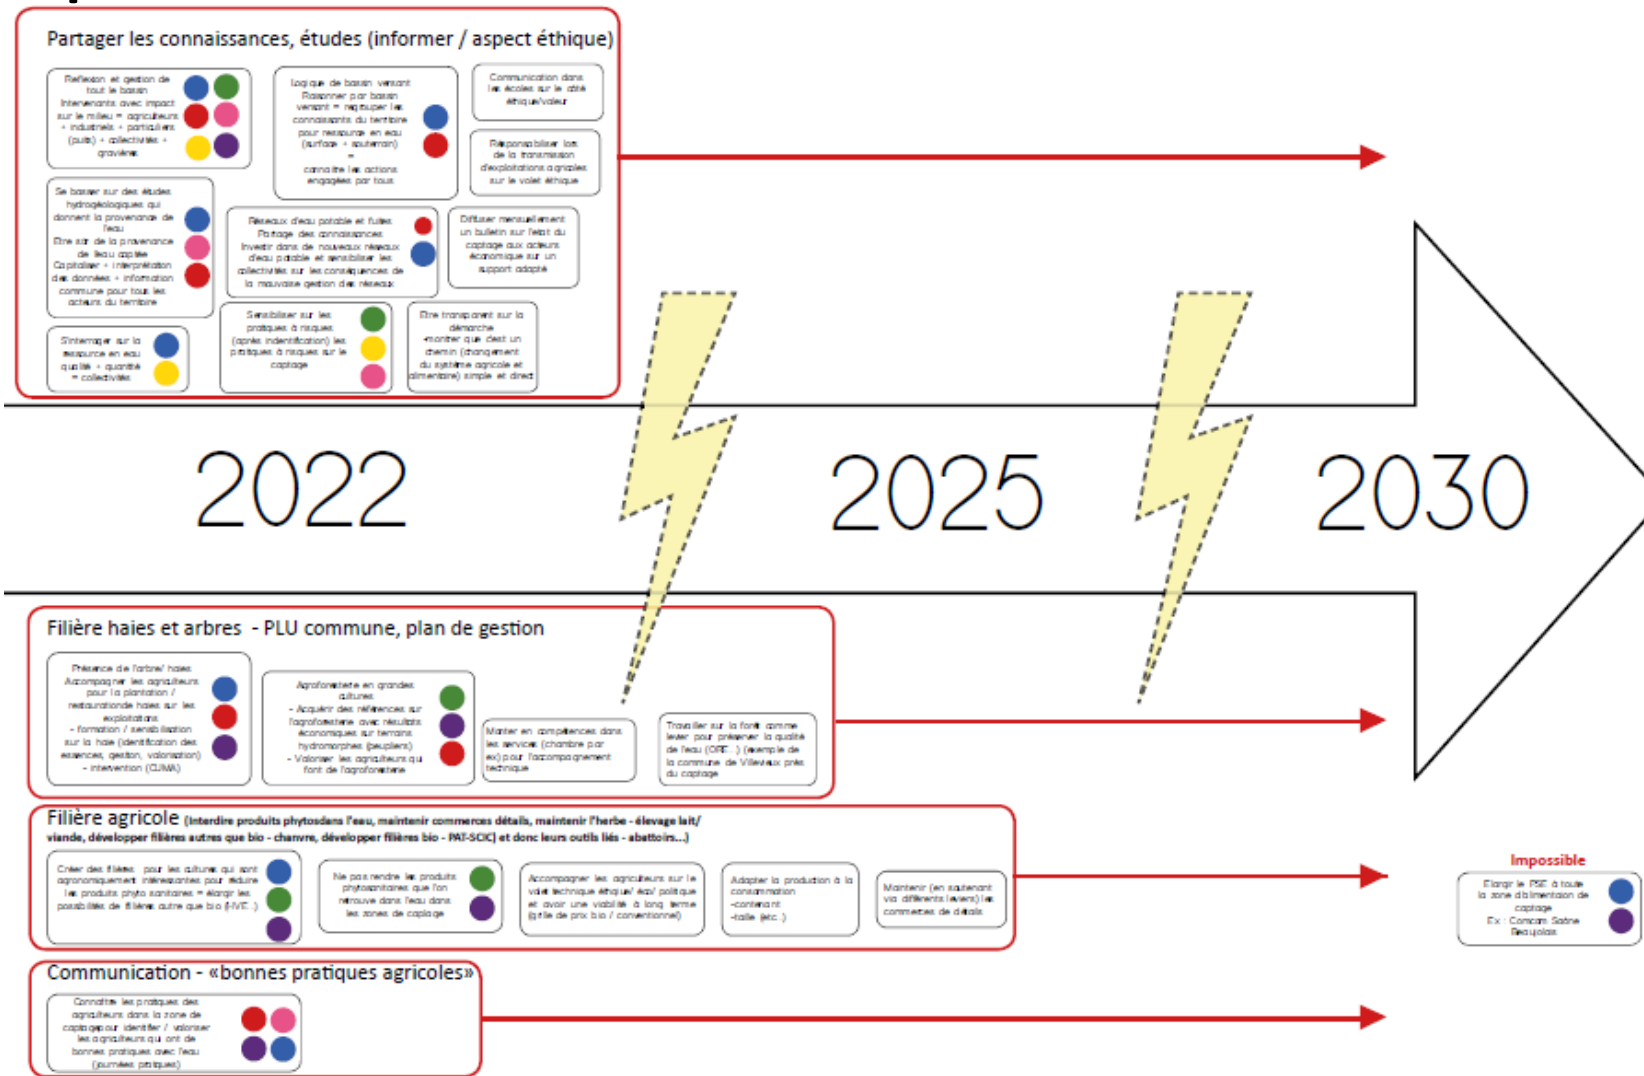 Partager les connaissances, études (informer / aspect éthique)
Réflexion et gestion de
tout le bassin
Intervenants avec impact
sur le milieu = agriculteurs
+ industriels + particuliers
(puits) + collectivités +
gravières
Logique de bassin versant
Raisonner par bassin
versant = regrouper les
connaissants du territoire
pour ressource en eau
(surface + souterrain)
=
connaître les actions
engagées par tous
Communication dans
les écoles sur le côté
éthique/valeur
Responsabiliser lors
de la transmission
d'exploitations agricoles
sur le volet éthique
Se baser sur des études
hydrogéologiques qui
donnent la provenance de
l'eau
Etre sûr de la provenance
de l'eau captée
Capitaliser + interprétation
des données + information
commune pour tous les
acteurs du territoire
Réseaux d'eau potable et fuites
Partage des connaissances
Investir dans de nouveaux réseaux
d'eau potable et sensibiliser les
collectivités sur les conséquences de
la mauvaise gestion des réseaux
Diffuser mensuellement
un bulletin sur l'etat du
captage aux acteurs
économique sur un
support adapté
S'interroger sur la
ressource en eau
qualité + quantité
= collectivités
Sensibiliser sur les
pratiques à risques
(après indentification) les
pratiques à risques sur le
captage
Etre transparent sur la
démarche
-montrer que c'est un
chemin (changement
du système agricole et
alimentaire) simple et direct
2022
2025
2030
Filière haies et arbres - PLU commune, plan de gestion
Présence de l'arbre/ haies
Accompagner les agriculteurs
pour la plantation /
restaurationde haies sur les
exploitations
- formation / sensibilisation
sur la haie (identification des
essences, gestion, valorisation)
- intervention (CUMA)
Agroforesterie en grandes
cultures
- Acquérir des références sur
l'agroforesterie avec résultats
économiques sur terrains
hydromorphes (peupliers)
- Valoriser les agriculteurs qui
font de l'agroforesterie
Monter en compétences dans
les services (chambre par
ex) pour l'accompagnement
technique
Travailler sur la forêt comme
levier pour préserver la qualité
de l'eau (ORE...) (exemple de
la commune de Villevieux près
du captage
Filière agricole (Interdire produits phytosdans l'eau, maintenir commerces détails, maintenir l'herbe - élevage lait/
viande, développer filières autres que bio - chanvre, développer filières bio - PAT-SCIC) et donc leurs outils liés - abattoirs...)
Créer des filières pour les cultures qui sont
agronomiquement intéressantes pour réduire
les produits phyto sanitaires = élargir les
possibilités de filières autre que bio (HVE...)
Ne pas rendre les produits
phytosanitaires que l'on
retrouve dans l'eau dans
les zones de captage
Accompagner les agriculteurs sur le
volet technique éthique/ éco/ politique
et avoir une viabilité à long terme
(grille de prix bio / conventionnel)
Adapter la production à la
consommation
-contenant
-taille (etc..)
Maintenir (en soutenant
via différents leviers) les
commerces de détails
Impossible
Elargir le PSE à toute
la zone d'alimentaion de
captage
Ex : Comcom Saône
Beaujolais
Communication - «bonnes pratiques agricoles»
Connaître les pratiques des
agriculteurs dans la zone de
captagepour identifier / valoriser
les agriculteurs qui ont de
bonnes pratiques avec l'eau
(journées pratiques)